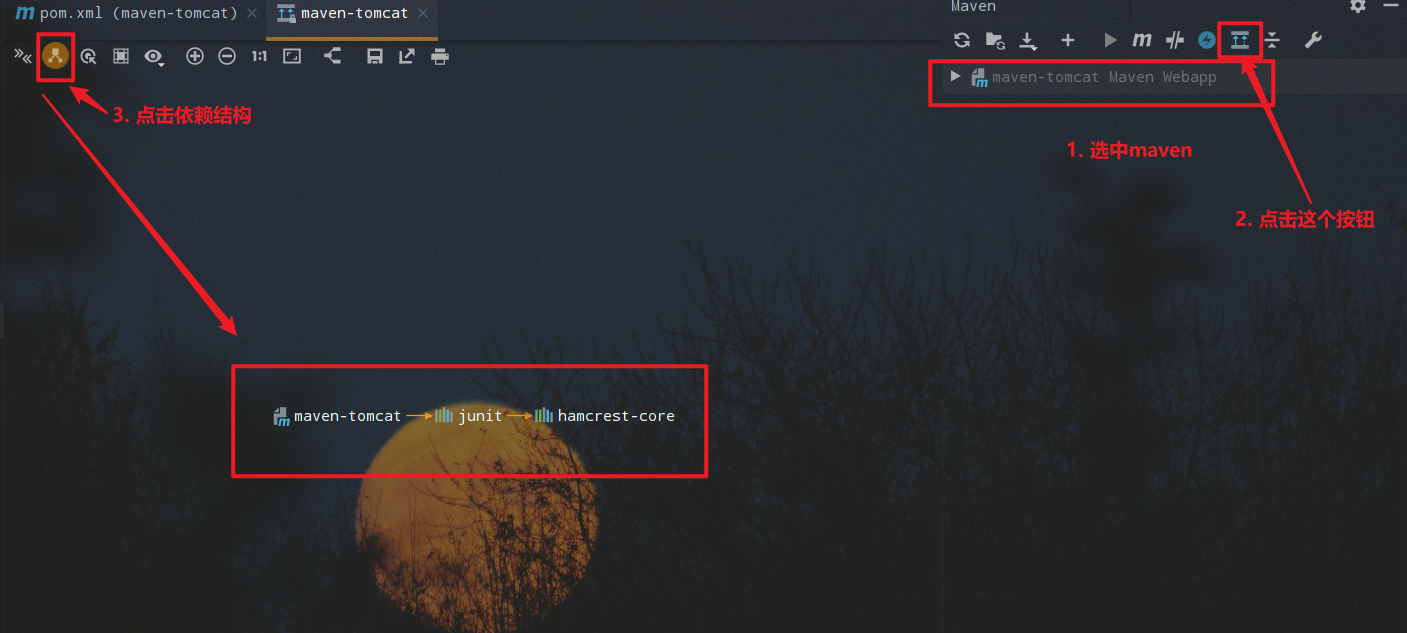 pom.xml (maven-tomcat)
maven-tomcat
Maven
1:1
m
maven-tomcat Maven Webapp
3. 点击依赖结构
1. 选中maven
2. 点击这个按钮
maven-tomcat
junit
hamcrest-core